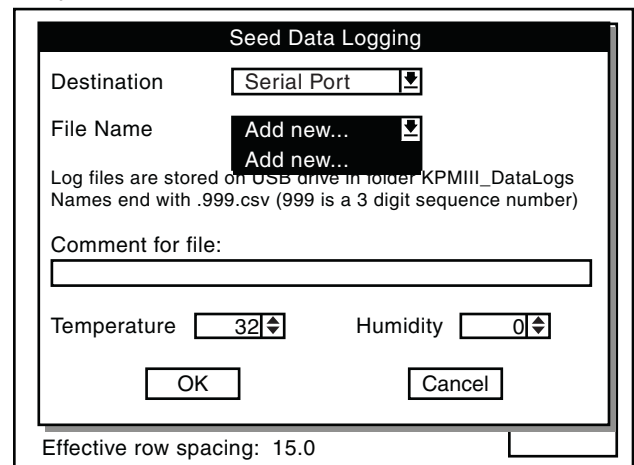 Seed Data Logging
Destination Serial Port
File Name Add new...
Add new...
Log files are stored on USB drive in folder KPMIII_DataLogs
Names end with .999.csv (999 is a 3 digit sequence number)
Comment for file:
Temperature 32 Humidity 0
OK Cancel
Effective row spacing: 15.0